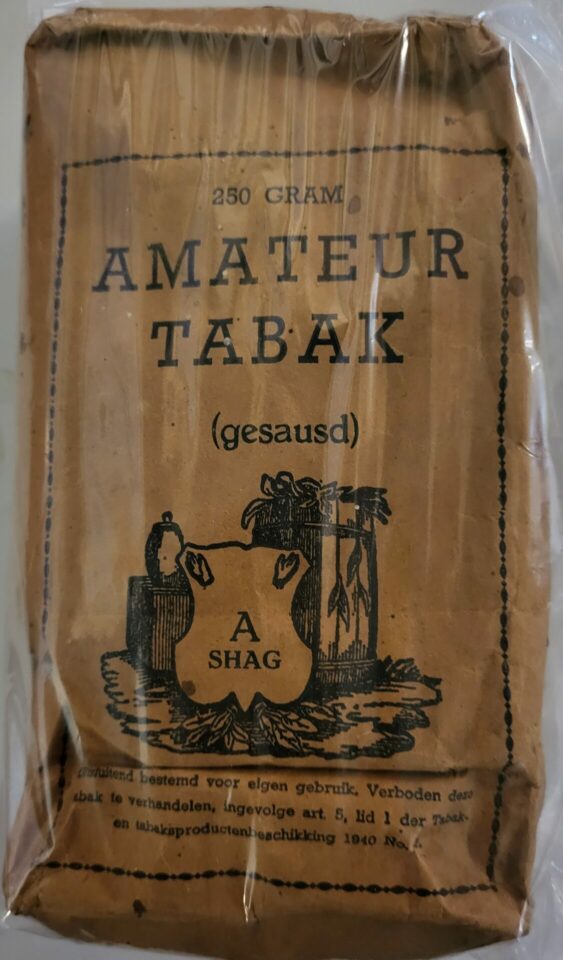 250 GRAM
AMATEUR
TABAK
(gesausd)
A
SHAG
bestemd voor eigen gebruik. Verboden deze
te verhandelen, ingevolge art. 5, lid 1 der Tabak-
en tabaksproductenbeschikking 1940 No.